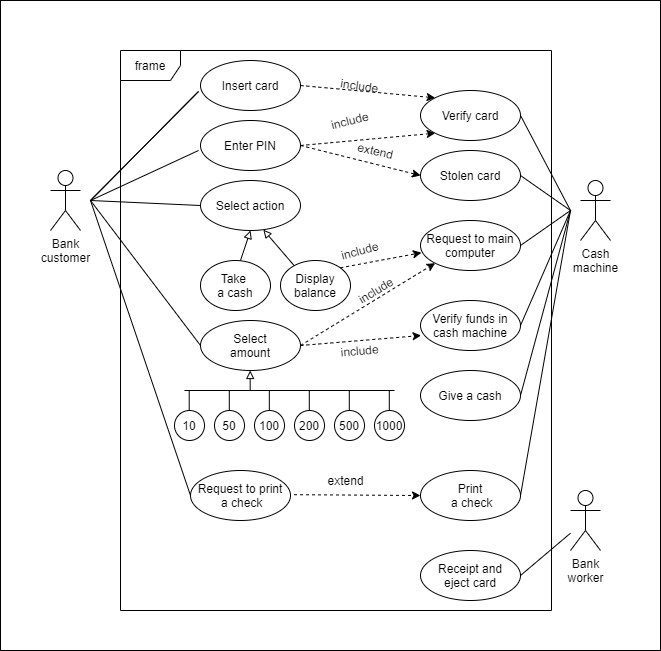 frame
Insert card
include
Verify card
Enter PIN
include
extend
Stolen card
Select action
Bank
customer
Request to main
computer
Cash
machine
include
Take
a cash
Display
balance
include
Select
amount
include
Verify funds in
cash machine
Give a cash
10
50
100
200
500
1000
Request to print
a check
extend
Print
a check
Receipt and
eject card
Bank
worker